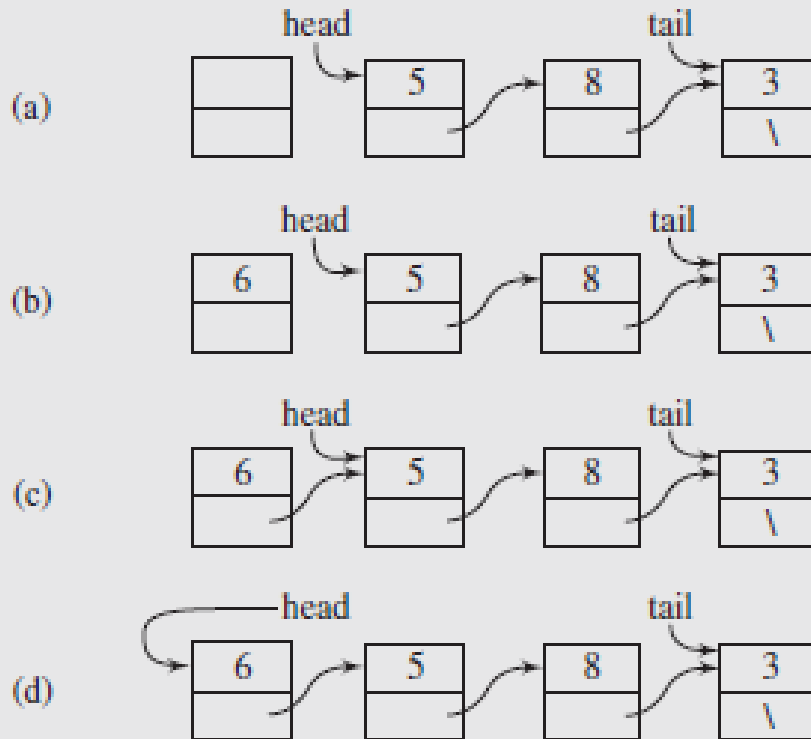 head tail
(a) 5 8 3
\
head tail
(b) 6 5 8 3
\
head tail
(c) 6 5 8 3
\
head tail
(d) 6 5 8 3
\